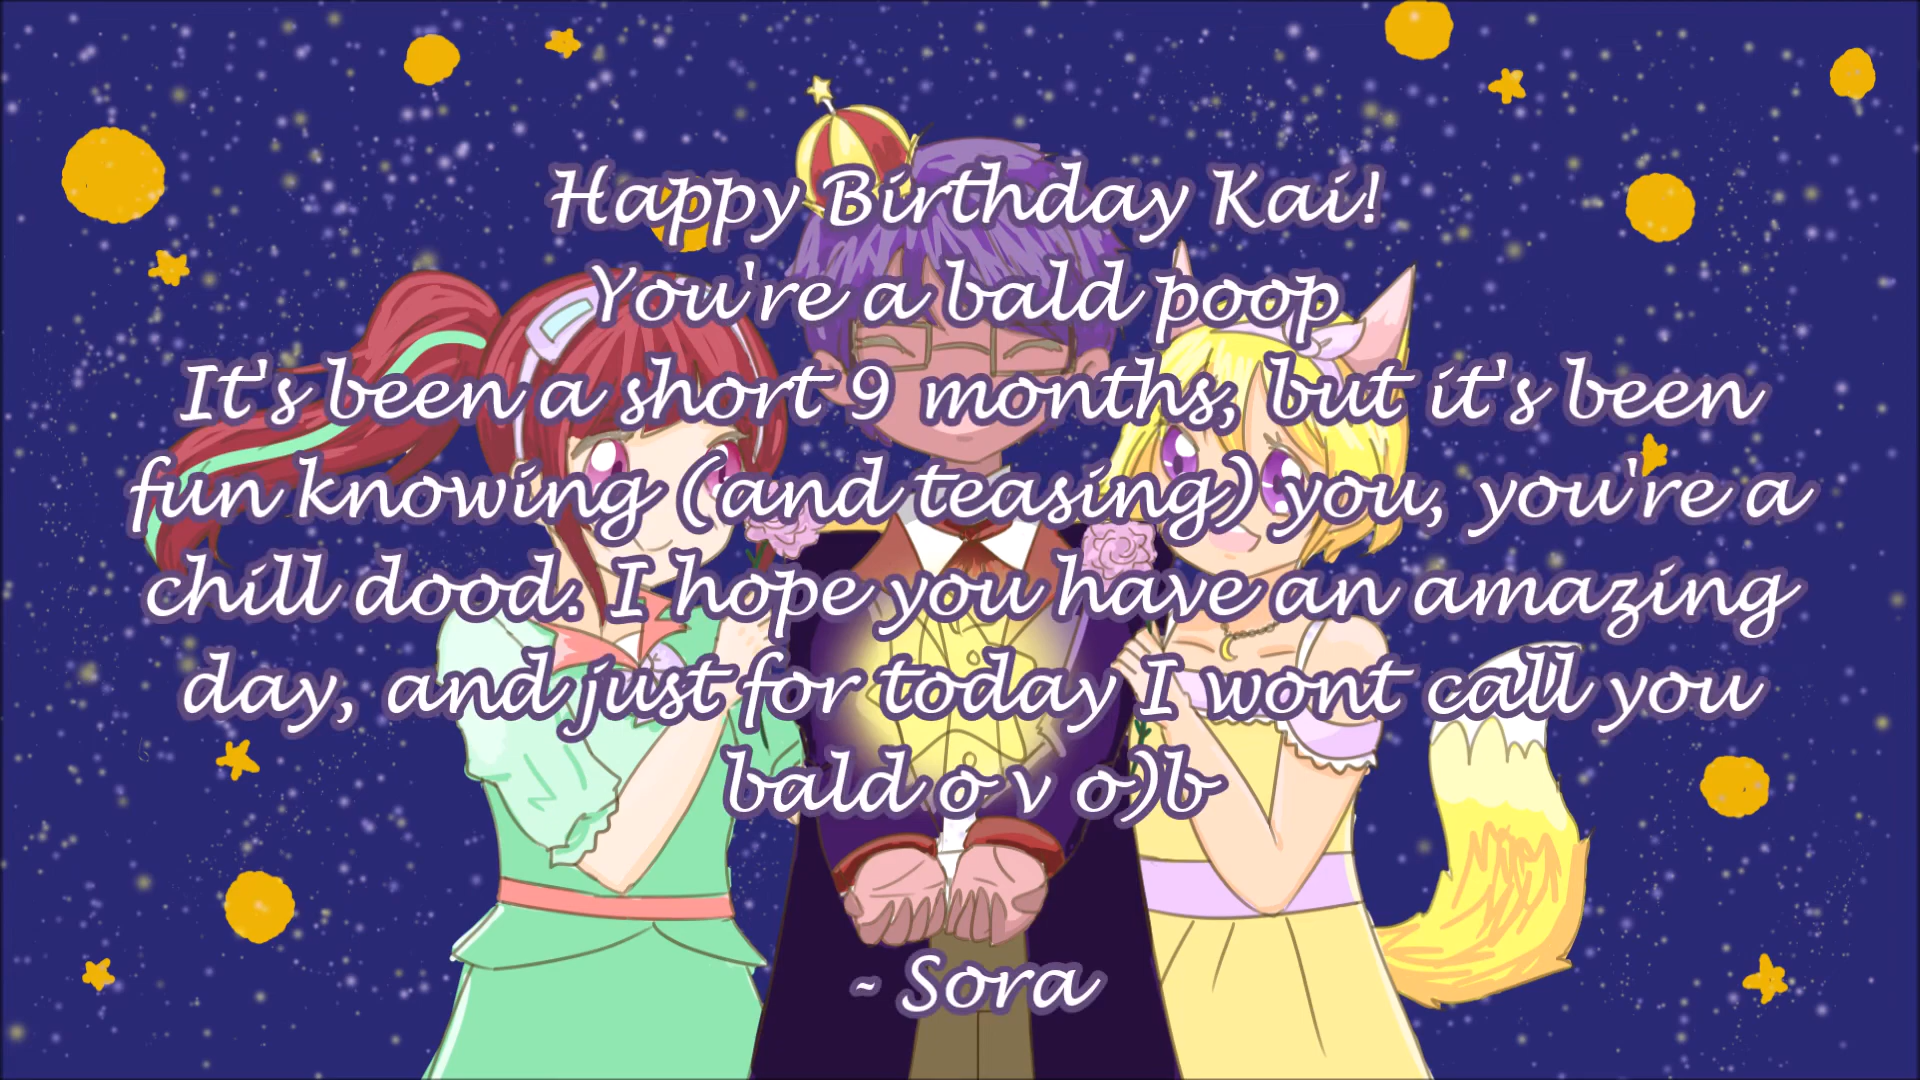 Happy Birthday Kai!
You're a bald poop
It's been a short 9 months, but it's been
fun knowing (and teasing) you, you're a
chill dood. I hope you have an amazing
day, and just for today I wont call you
bald o v o)b
- Sora